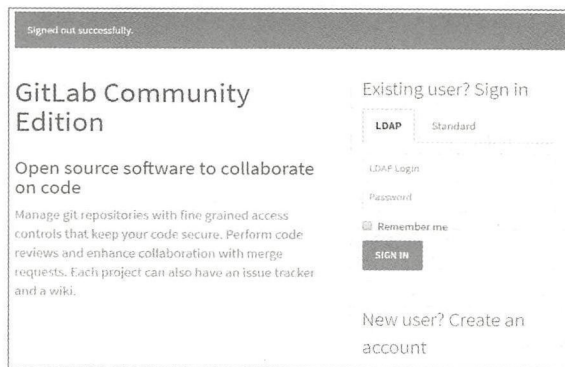 Signed out successfully.
GitLab Community
Edition
Open source software to collaborate
on code
Manage git repositories with fine grained access
controls that keep your code secure. Perform code
reviews and enhance collaboration with merge
requests. Each project can also have an issue tracker
and a wiki.
Existing user? Sign in
LDAP Standard
LDAP Login
Password
Remember me
SIGN IN
New user? Create an
account